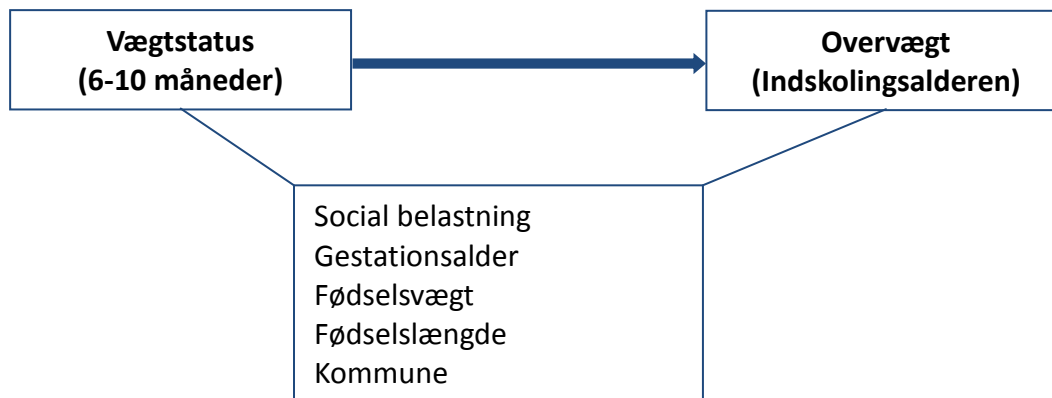 Vægtstatus
(6-10 måneder)
Overvægt
(Indskolingsalderen)
Social belastning
Gestationsalder
Fødselsvægt
Fødselslængde
Kommune